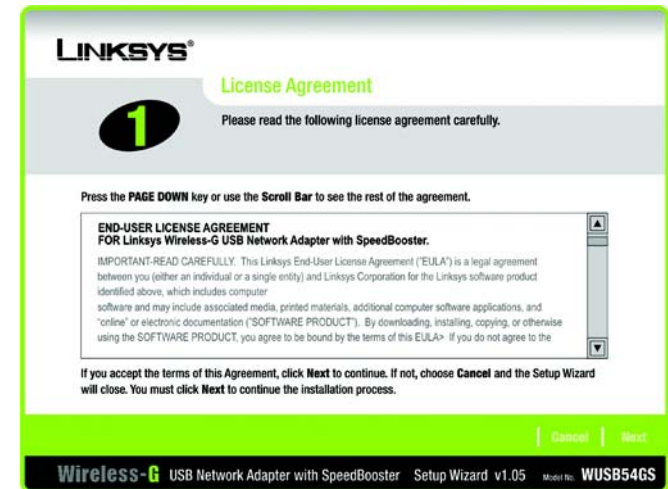 LINKSYS®
License Agreement
1
Please read the following license agreement carefully.
Press the PAGE DOWN key or use the Scroll Bar to see the rest of the agreement.
END-USER LICENSE AGREEMENT
FOR Linksys Wireless-G USB Network Adapter with SpeedBooster.
IMPORTANT-READ CAREFULLY. This Linksys End-User License Agreement ("EULA") is a legal agreement
between you (either an individual or a single entity) and Linksys Corporation for the Linksys software product
identified above, which includes computer
software and may include associated media, printed materials, additional computer software applications, and
"online" or electronic documentation ("SOFTWARE PRODUCT"). By downloading, installing, copying, or otherwise
using the SOFTWARE PRODUCT, you agree to be bound by the terms of this EULA> If you do not agree to the
If you accept the terms of this Agreement, click Next to continue. If not, choose Cancel and the Setup Wizard
will close. You must click Next to continue the installation process.
Cancel Next
Wireless-G USB Network Adapter with SpeedBooster Setup Wizard v1.05 Model No. WUSB54GS